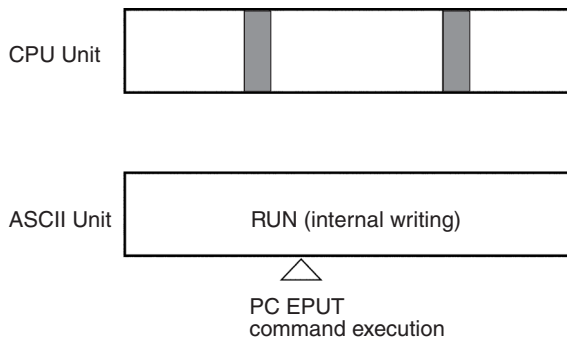 CPU Unit
ASCII Unit
RUN (internal writing)
PC EPUT
command execution